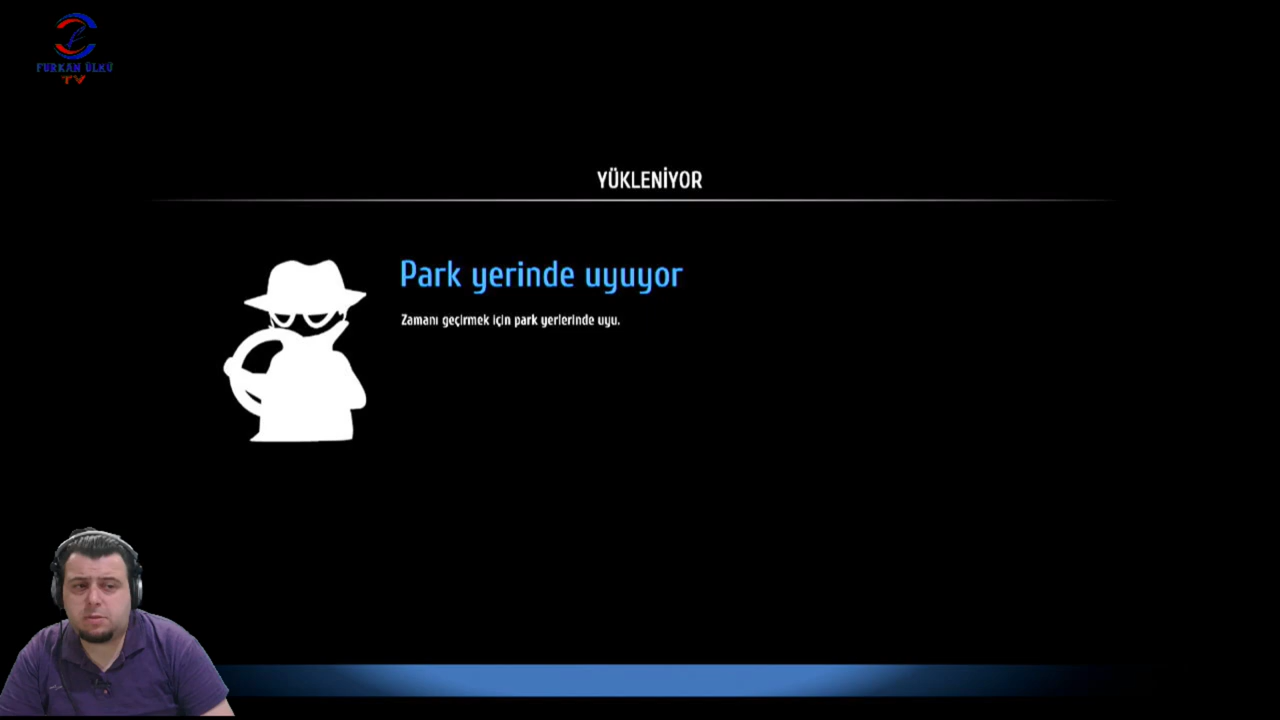 FURKAN ÜLKÜ
TV
YÜKLENİYOR
Park yerinde uyuyor
Zamanı geçirmek için park yerlerinde uyu.